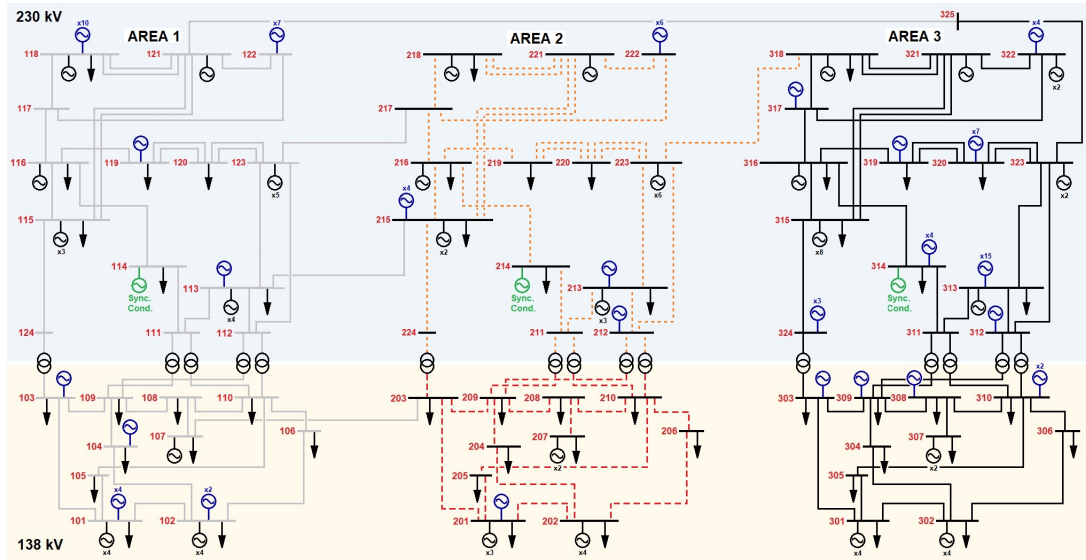 230 kV
325
x10
x7
x6
x4
AREA 1
AREA 2
AREA 3
118
121
122
218
221
222
318
321
322
x2
117
217
317
x7
116
119
120
123
216
219
220
223
316
319
320
323
x5
x4
x6
x2
115
215
315
x3
x2
x8
x4
x15
114
113
214
213
314
313
Sync.
Cond.
x4
Sync.
Cond.
x3
Sync.
Cond.
x3
124
111
112
224
211
212
324
311
312
x2
103
109
108
110
203
209
208
210
303
309
308
310
106
206
306
107
207
307
104
204
304
x2
x2
105
205
305
x4
x2
101
102
201
202
301
302
x4
x4
x3
x4
x4
x4
138 kV